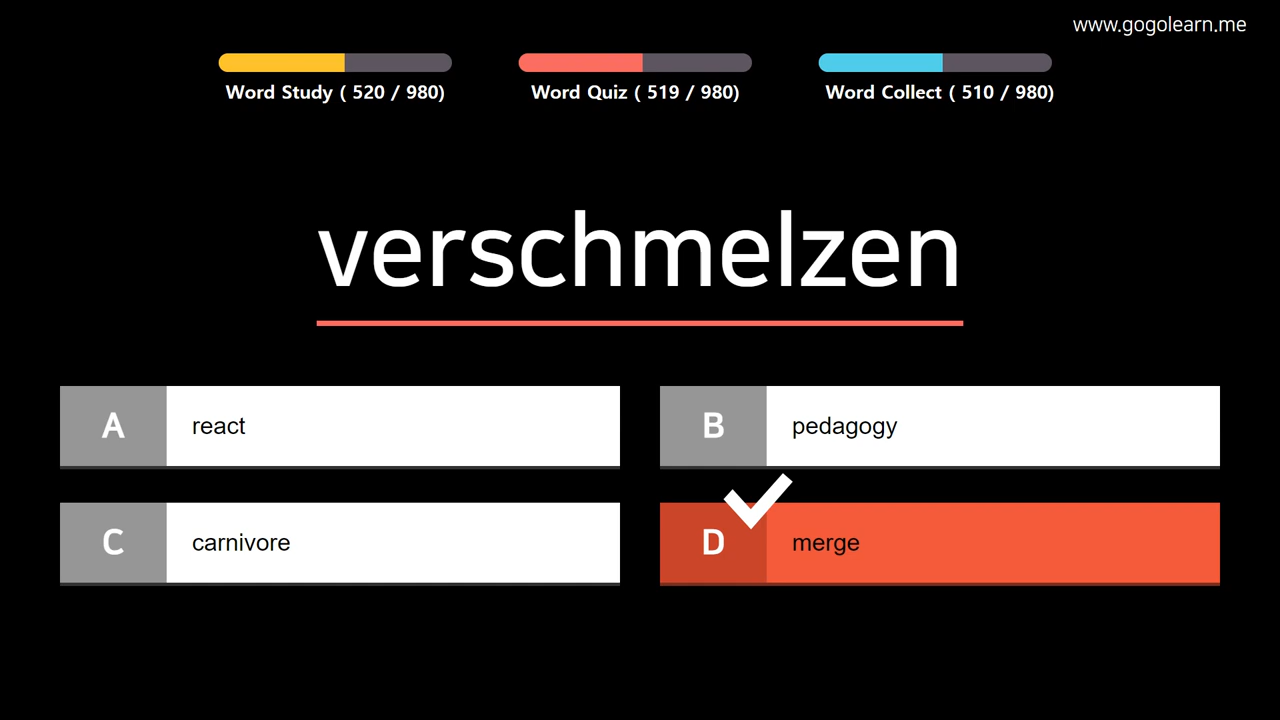 www.gogolearn.me
Word Study ( 520 / 980)
Word Quiz ( 519 / 980)
Word Collect ( 510 / 980)
verschmelzen
A react
B pedagogy
C carnivore
D merge